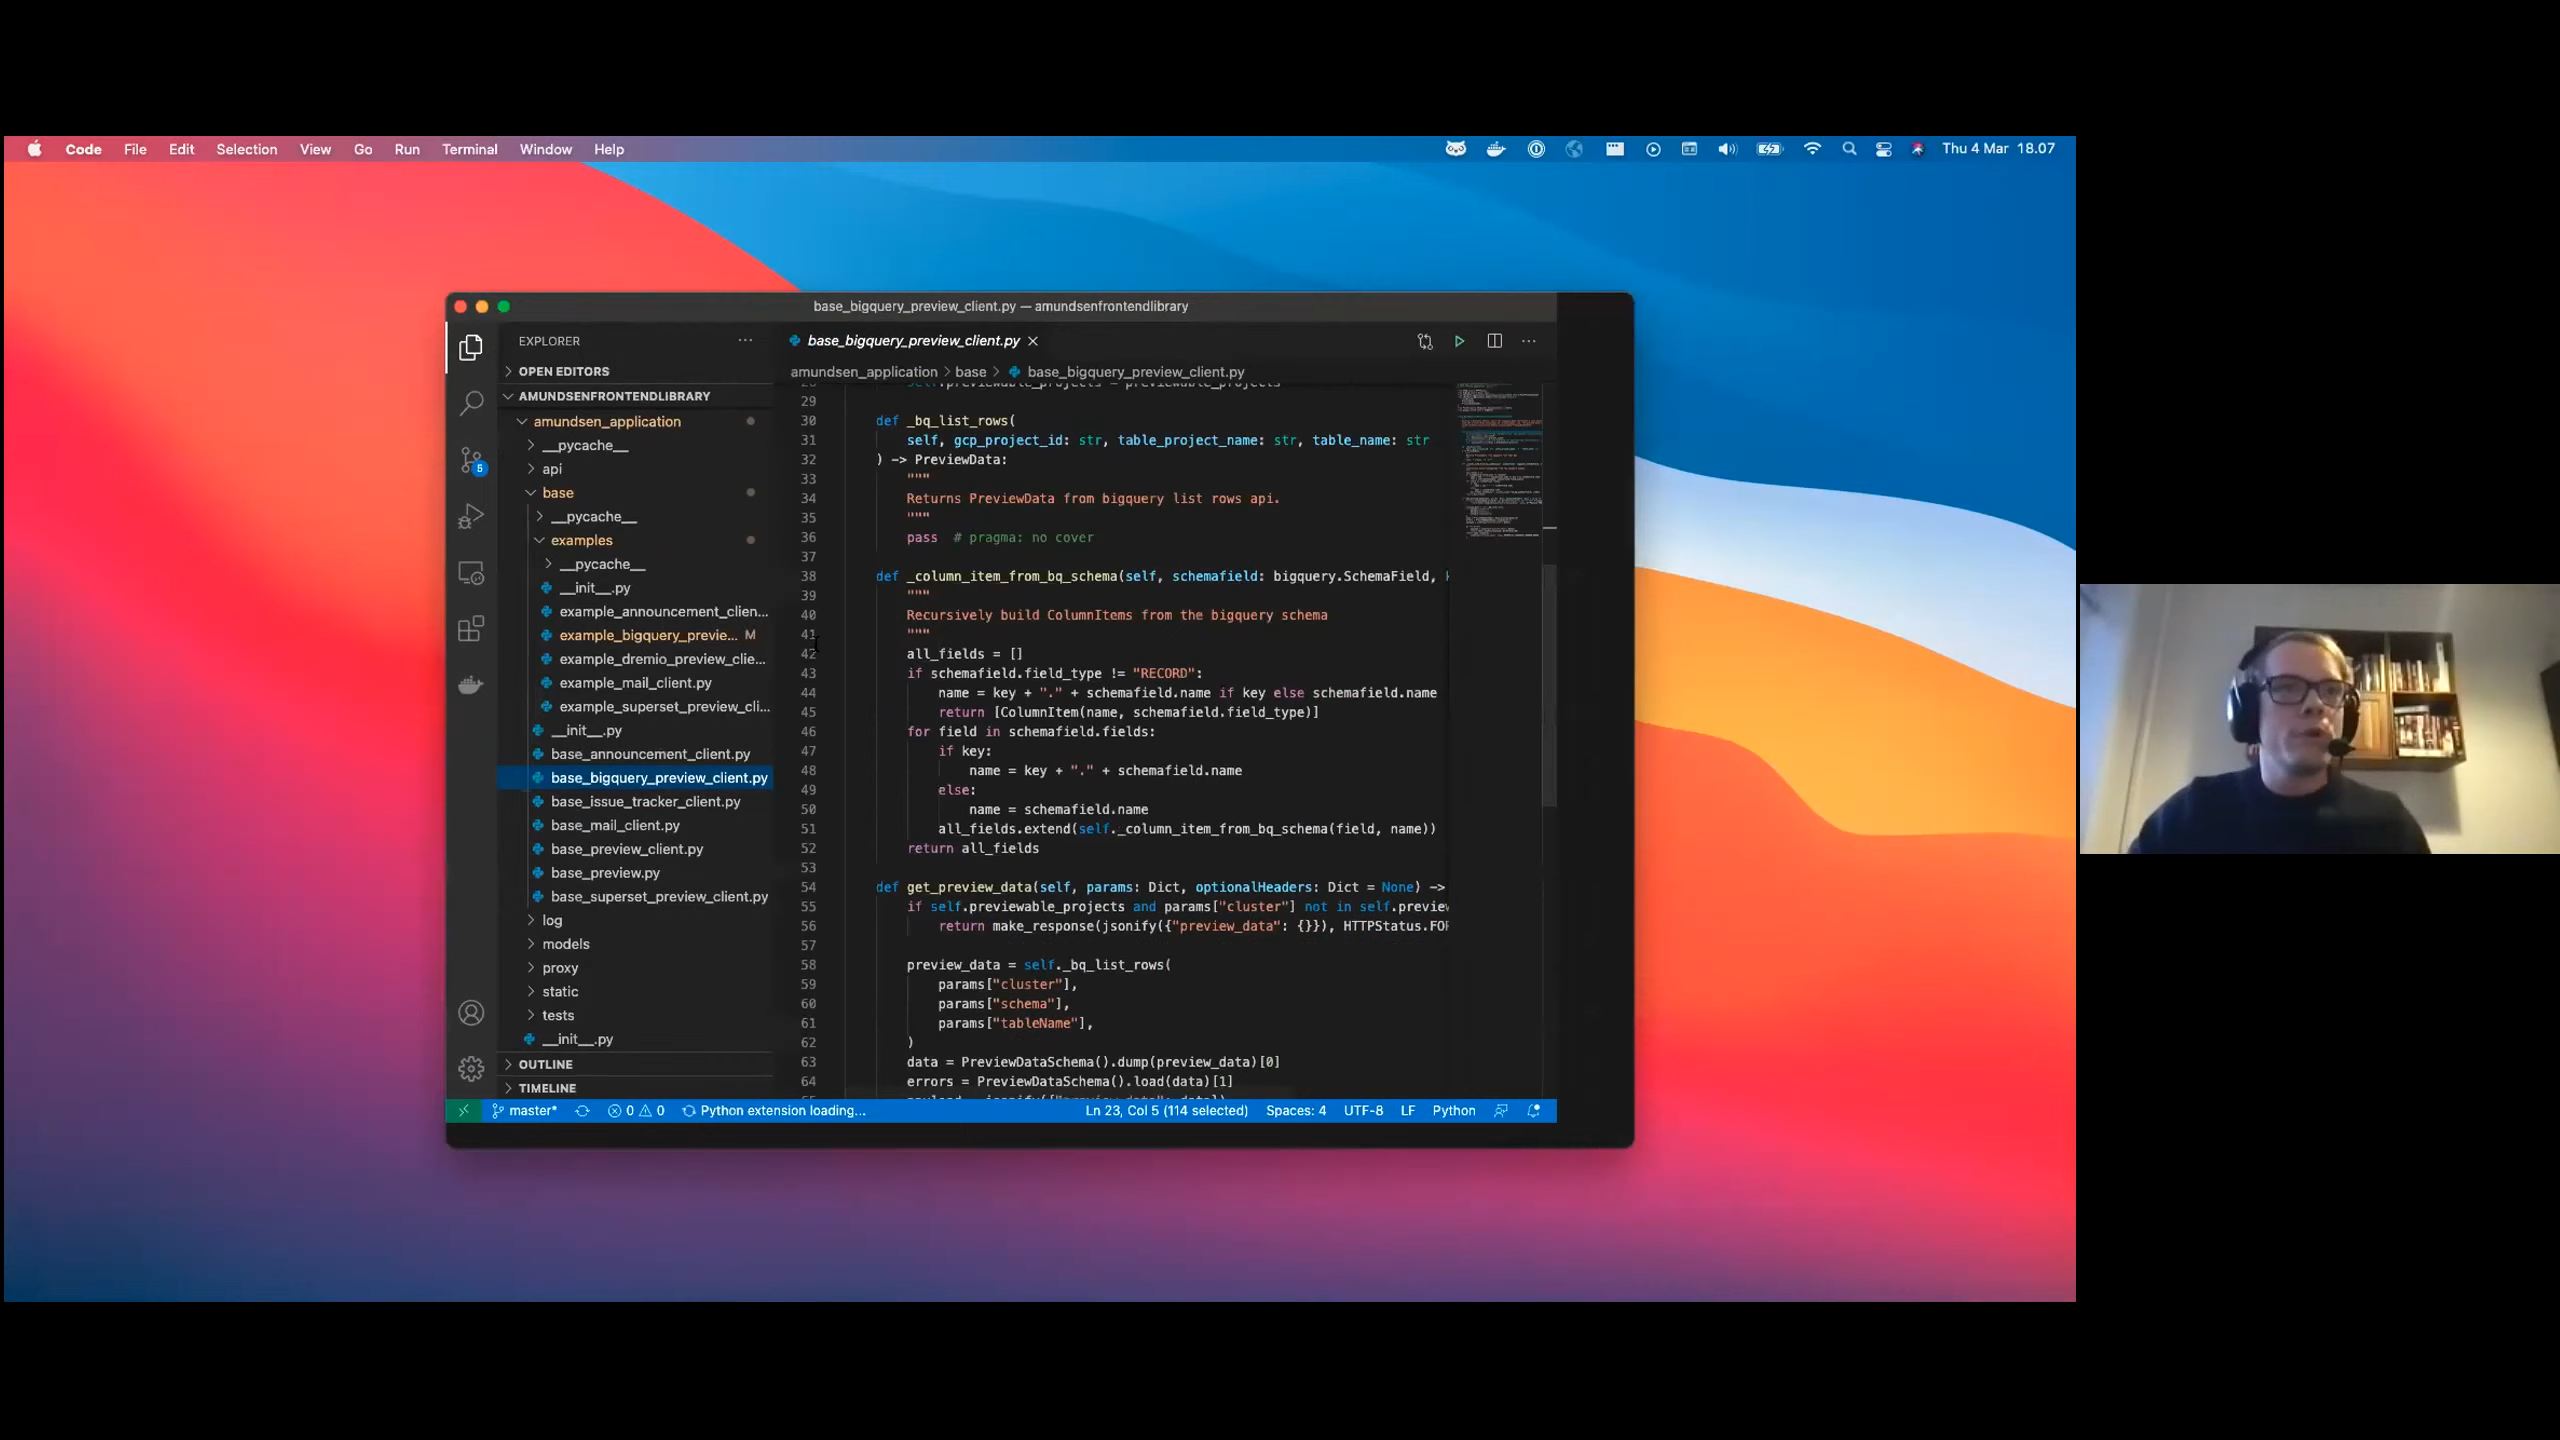 Code File Edit Selection View Go Run Terminal Window Help
Thu 4 Mar 18.07
base_bigquery_preview_client.py — amundsenfrontendlibrary
EXPLORER
OPEN EDITORS
AMUNDSENFRONTENDLIBRARY
amundsen_application
__pycache__
api
base
__pycache__
examples
__pycache__
__init__.py
example_announcement_clien...
example_bigquery_previe... M
example_dremio_preview_clie...
example_mail_client.py
example_superset_preview_cli...
__init__.py
base_announcement_client.py
base_bigquery_preview_client.py
base_issue_tracker_client.py
base_mail_client.py
base_preview_client.py
base_preview.py
base_superset_preview_client.py
log
models
proxy
static
tests
__init__.py
OUTLINE
TIMELINE
5
base_bigquery_preview_client.py
amundsen_application > base > base_bigquery_preview_client.py
28 self.previewable_projects = previewable_projects
29
30 def _bq_list_rows(
31 self, gcp_project_id: str, table_project_name: str, table_name: str
32 ) -> PreviewData:
33 """
34 Returns PreviewData from bigquery list rows api.
35 """
36 pass # pragma: no cover
37
38 def _column_item_from_bq_schema(self, schemafield: bigquery.SchemaField, k
39 """
40 Recursively build ColumnItems from the bigquery schema
41 """
42 all_fields = []
43 if schemafield.field_type != "RECORD":
44 name = key + "." + schemafield.name if key else schemafield.name
45 return [ColumnItem(name, schemafield.field_type)]
46 for field in schemafield.fields:
47 if key:
48 name = key + "." + schemafield.name
49 else:
50 name = schemafield.name
51 all_fields.extend(self._column_item_from_bq_schema(field, name))
52 return all_fields
53
54 def get_preview_data(self, params: Dict, optionalHeaders: Dict = None) ->
55 if self.previewable_projects and params["cluster"] not in self.preview
56 return make_response(jsonify({"preview_data": {}}), HTTPStatus.FOR
57
58 preview_data = self._bq_list_rows(
59 params["cluster"],
60 params["schema"],
61 params["tableName"],
62 )
63 data = PreviewDataSchema().dump(preview_data)[0]
64 errors = PreviewDataSchema().load(data)[1]
master* 0 0 Python extension loading... Ln 23, Col 5 (114 selected) Spaces: 4 UTF-8 LF Python